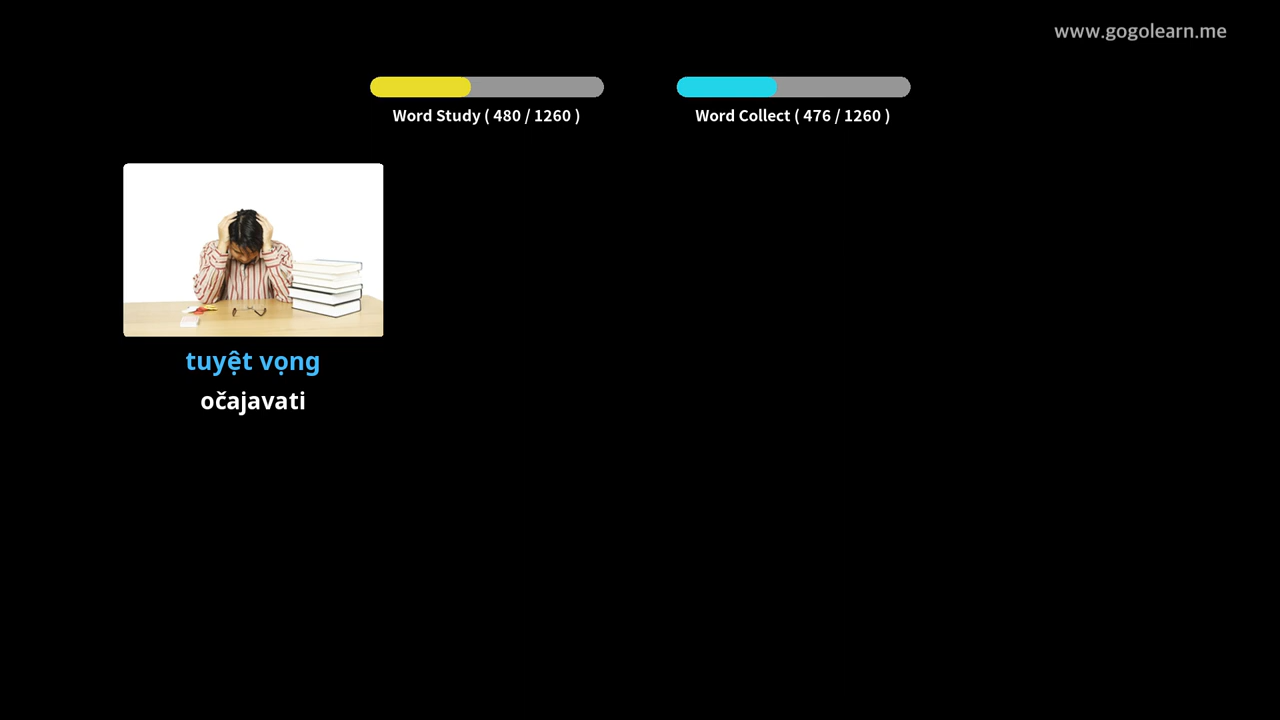 www.gogolearn.me
Word Study ( 480 / 1260 )
Word Collect ( 476 / 1260 )
tuyệt vọng
očajavati